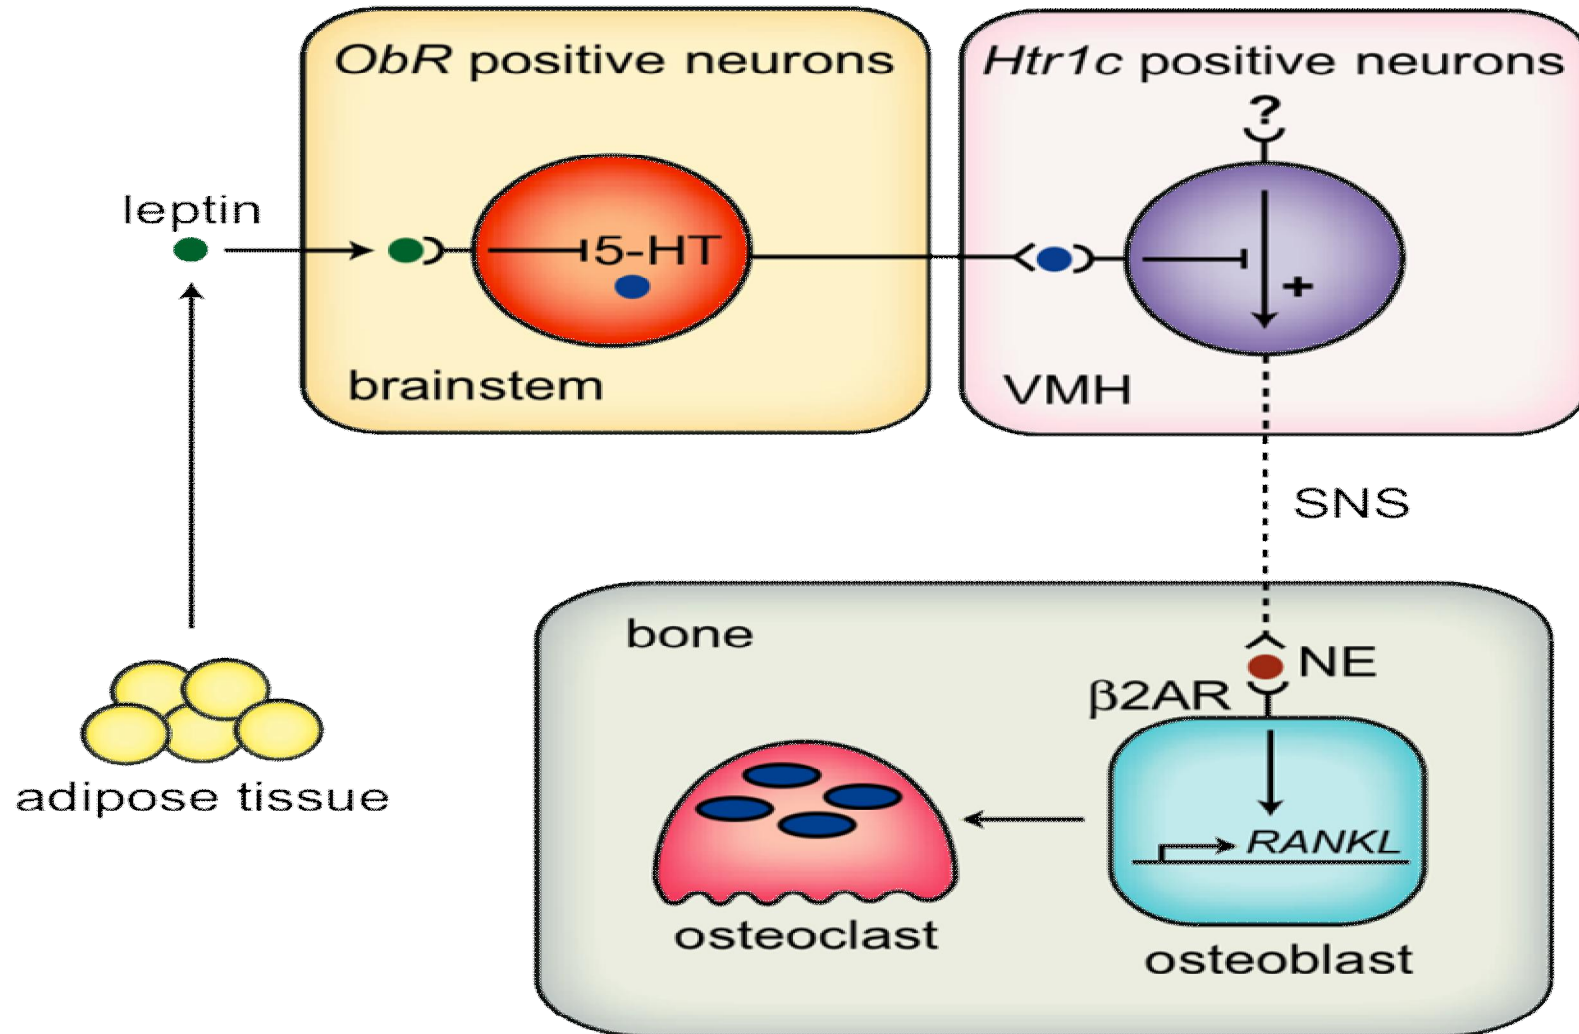 ObR positive neurons
Htr1c positive neurons
?
leptin
5-HT
+
brainstem
VMH
SNS
bone
NE
β2AR
adipose tissue
RANKL
osteoclast
osteoblast